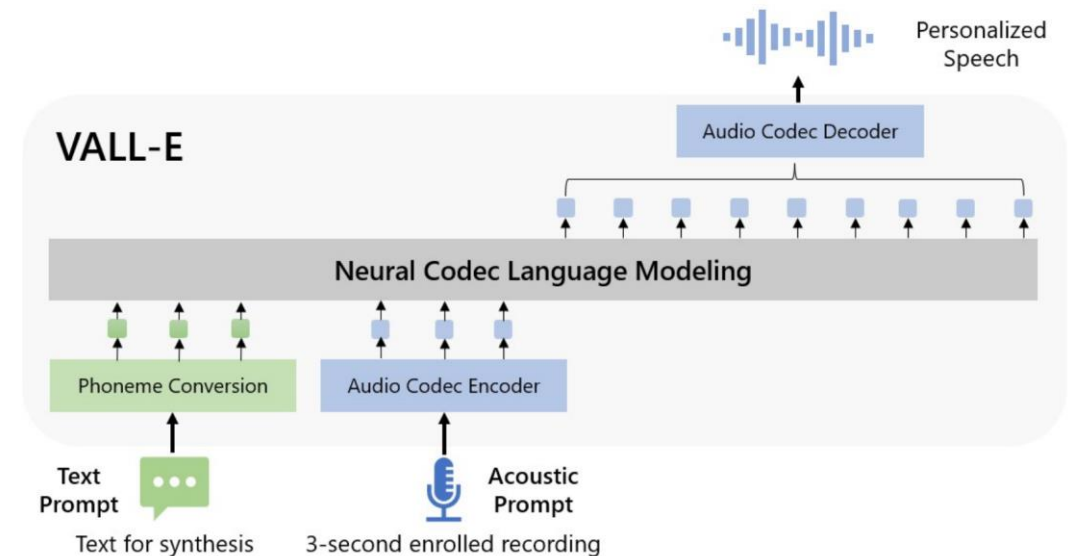 Personalized
Speech
Audio Codec Decoder
VALL-E
Neural Codec Language Modeling
Phoneme Conversion
Audio Codec Encoder
Text
Prompt
Acoustic
Prompt
Text for synthesis
3-second enrolled recording